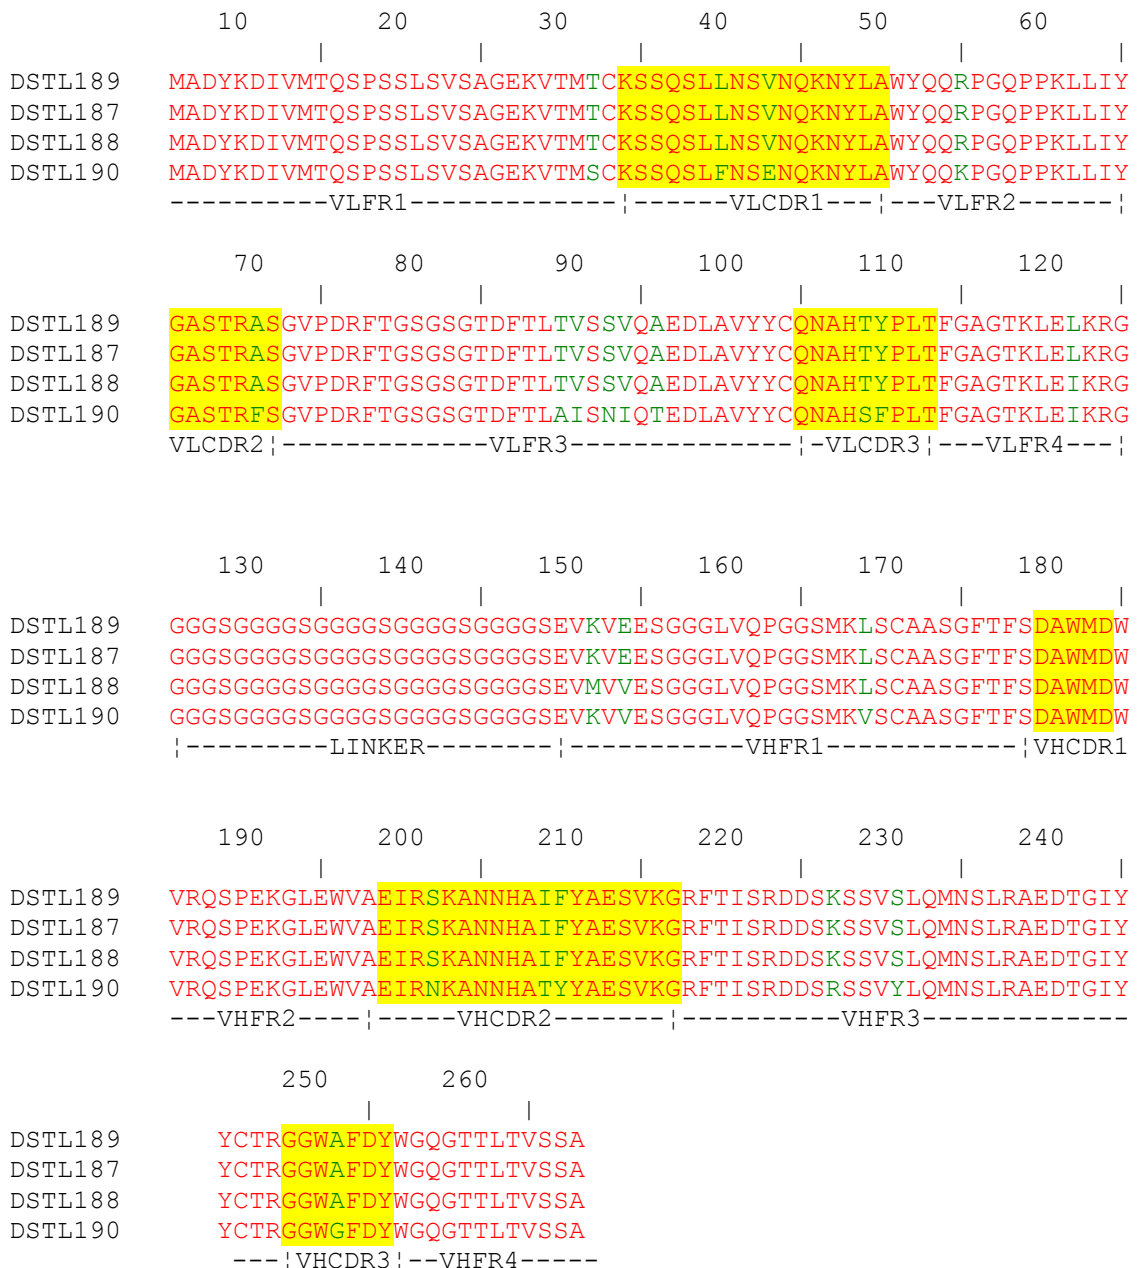 10 20 30 40 50 60
| | | | | |
DSTL189 MADYKDIVMTQSPSSLSVSAGEKVTMTCKSSQSLLNSVNQKNYLAWYQQRPGQPPKLLIY
DSTL187 MADYKDIVMTQSPSSLSVSAGEKVTMTCKSSQSLLNSVNQKNYLAWYQQRPGQPPKLLIY
DSTL188 MADYKDIVMTQSPSSLSVSAGEKVTMTCKSSQSLLNSVNQKNYLAWYQQRPGQPPKLLIY
DSTL190 MADYKDIVMTQSPSSLSVSAGEKVTMSCKSSQSLFNSENQKNYLAWYQQKPGQPPKLLIY
----------VLFR1-------------¦------VLCDR1---¦---VLFR2------¦
70 80 90 100 110 120
| | | | | |
DSTL189 GASTRASGVPDRFTGSGSGTDFTLTVSSVQAEDLAVYYCQNAHTYPLTFGAGTKLELKRG
DSTL187 GASTRASGVPDRFTGSGSGTDFTLTVSSVQAEDLAVYYCQNAHTYPLTFGAGTKLELKRG
DSTL188 GASTRASGVPDRFTGSGSGTDFTLTVSSVQAEDLAVYYCQNAHTYPLTFGAGTKLEIKRG
DSTL190 GASTRFSGVPDRFTGSGSGTDFTLAISNIQTEDLAVYYCQNAHSFPLTFGAGTKLEIKRG
VLCDR2¦-------------VLFR3--------------¦-VLCDR3¦---VLFR4---¦
130 140 150 160 170 180
| | | | | |
DSTL189 GGGSGGGGSGGGGSGGGGSGGGGSEVKVEESGGGLVQPGGSMKLSCAASGFTFSDAWMDW
DSTL187 GGGSGGGGSGGGGSGGGGSGGGGSEVKVEESGGGLVQPGGSMKLSCAASGFTFSDAWMDW
DSTL188 GGGSGGGGSGGGGSGGGGSGGGGSEVMVVESGGGLVQPGGSMKLSCAASGFTFSDAWMDW
DSTL190 GGGSGGGGSGGGGSGGGGSGGGGSEVKVVESGGGLVQPGGSMKVSCAASGFTFSDAWMDW
¦---------LINKER--------¦-----------VHFR1------------¦VHCDR1
190 200 210 220 230 240
| | | | | |
DSTL189 VRQSPEKGLEWVAEIRSKANNHAIFYAESVKGRFTISRDDSKSSVSLQMNSLRAEDTGIY
DSTL187 VRQSPEKGLEWVAEIRSKANNHAIFYAESVKGRFTISRDDSKSSVSLQMNSLRAEDTGIY
DSTL188 VRQSPEKGLEWVAEIRSKANNHAIFYAESVKGRFTISRDDSKSSVSLQMNSLRAEDTGIY
DSTL190 VRQSPEKGLEWVAEIRNKANNHATYYAESVKGRFTISRDDSRSSVYLQMNSLRAEDTGIY
---VHFR2----¦-----VHCDR2-------¦----------VHFR3-------------
250 260
| |
DSTL189 YCTRGGWAFDYWGQGTTLTVSSA
DSTL187 YCTRGGWAFDYWGQGTTLTVSSA
DSTL188 YCTRGGWAFDYWGQGTTLTVSSA
DSTL190 YCTRGGWGFDYWGQGTTLTVSSA
---¦VHCDR3¦--VHFR4-----